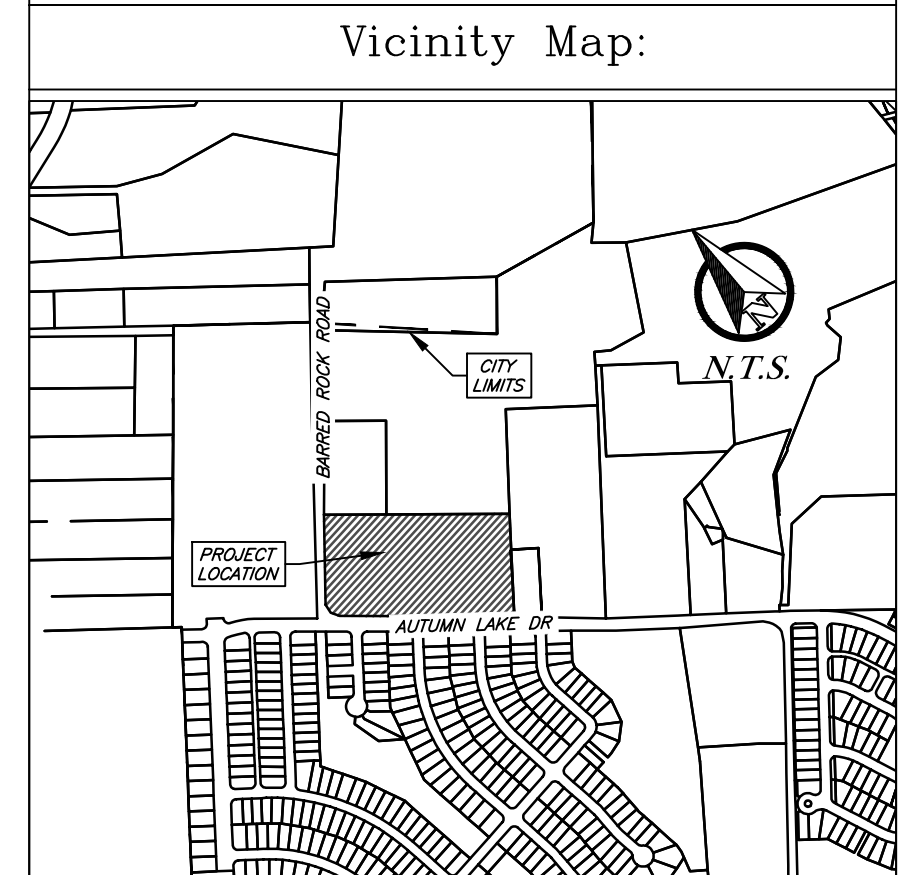 Vicinity Map:
BARRED ROCK ROAD
CITY
LIMITS
N
N.T.S.
PROJECT
LOCATION
AUTUMN LAKE DR